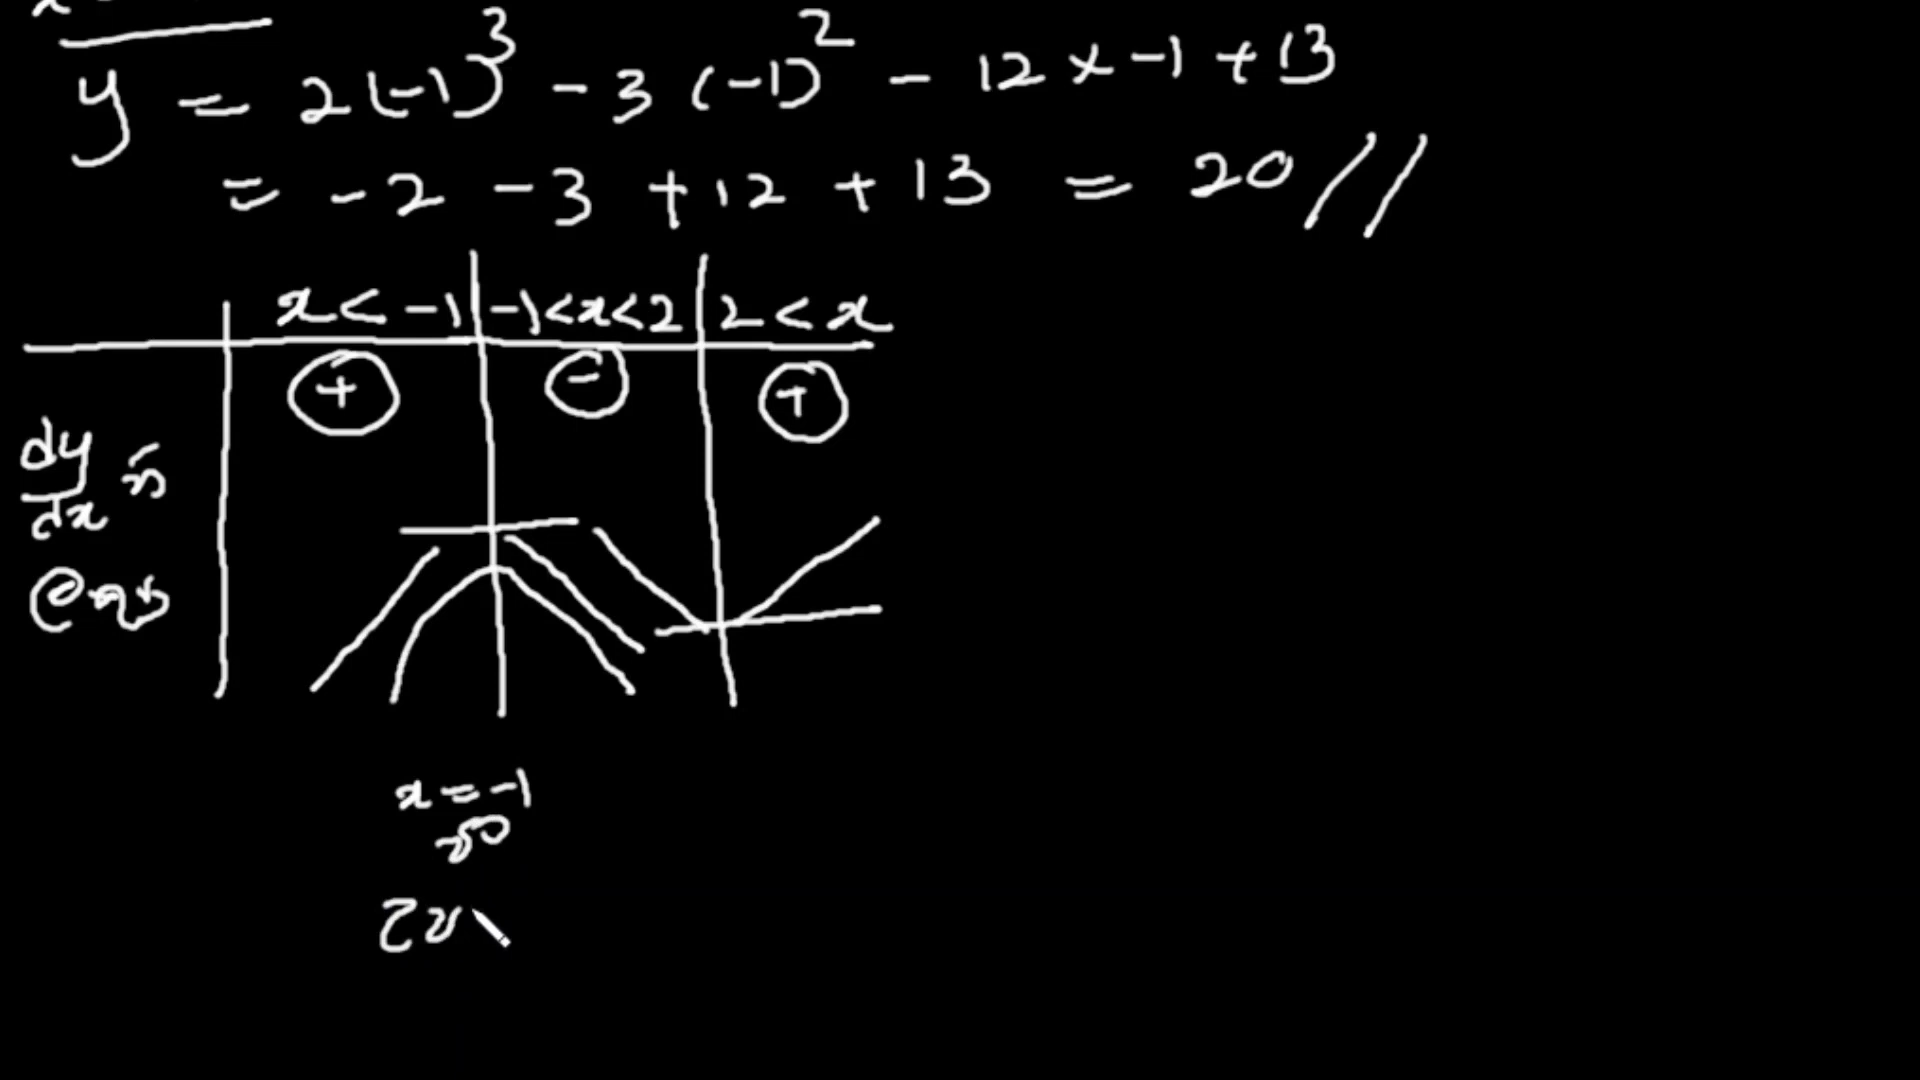 y = 2(-1)³ - 3(-1)² - 12 x -1 + 13
= -2 - 3 + 12 + 13 = 20 //
x < -1 | -1 < x < 2 | 2 < x
+ - +
dy/dx
x = -1